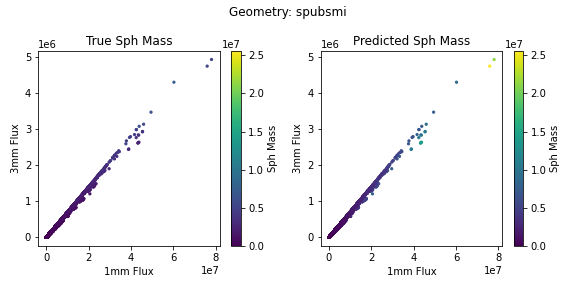 Geometry: spubsmi
True Sph Mass
1e6
1e7
5
4
3
2
1
0
3mm Flux
0
2
4
6
8
1e7
1mm Flux
2.5
2.0
1.5
1.0
0.5
0.0
Sph Mass
Predicted Sph Mass
1e6
1e7
5
4
3
2
1
0
3mm Flux
0
2
4
6
8
1e7
1mm Flux
2.5
2.0
1.5
1.0
0.5
0.0
Sph Mass